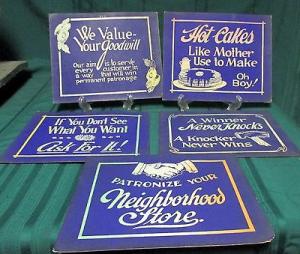 We Value-
Your Goodwill
Our aim is to serve
every customer in
a way that will win
permanent patronage
Hot Cakes
Like Mother
Use to Make
Oh
Boy!
If You Don't See
What You Want
Ask For It!
A Winner
Never Knocks
A Knocker
Never Wins
PATRONIZE YOUR
Neighborhood
Store.